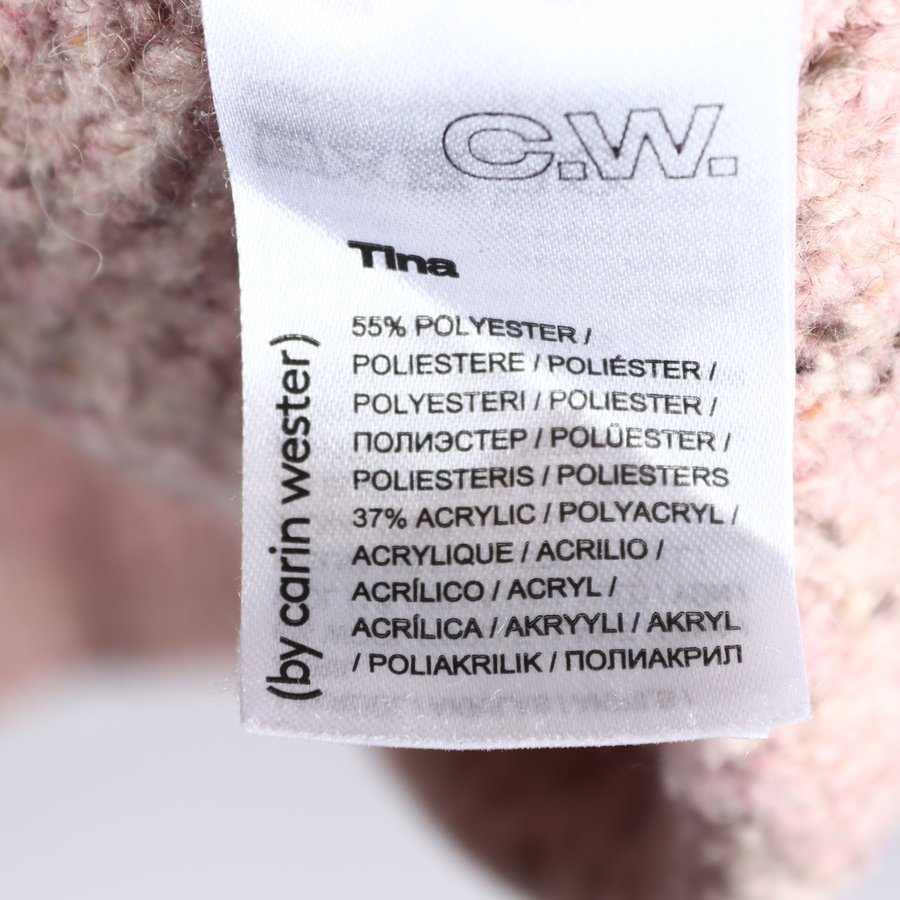 C.W.
Tina
(by carin wester)
55% POLYESTER /
POLIESTERE / POLIÉSTER /
POLYESTERI / POLIESTER /
ПОЛИЭСТЕР / POLÜESTER /
POLIESTERIS / POLIESTERS
37% ACRYLIC / POLYACRYL /
ACRYLIQUE / ACRILIO /
ACRÍLICO / ACRYL /
ACRÍLICA / AKRYYLI / AKRYL
/ POLIAKRILIK / ПОЛИАКРИЛ